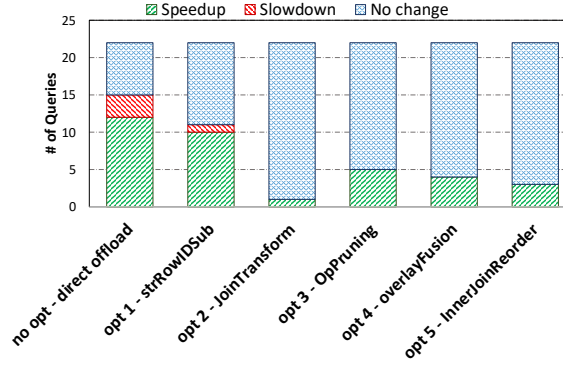 Speedup Slowdown No change
25
20
15
10
5
0
# of Queries
no opt - direct offload
opt 1 - strRowIDSub
opt 2 - JoinTransform
opt 3 - OpPruning
opt 4 - overlayFusion
opt 5 - InnerJoinReorder